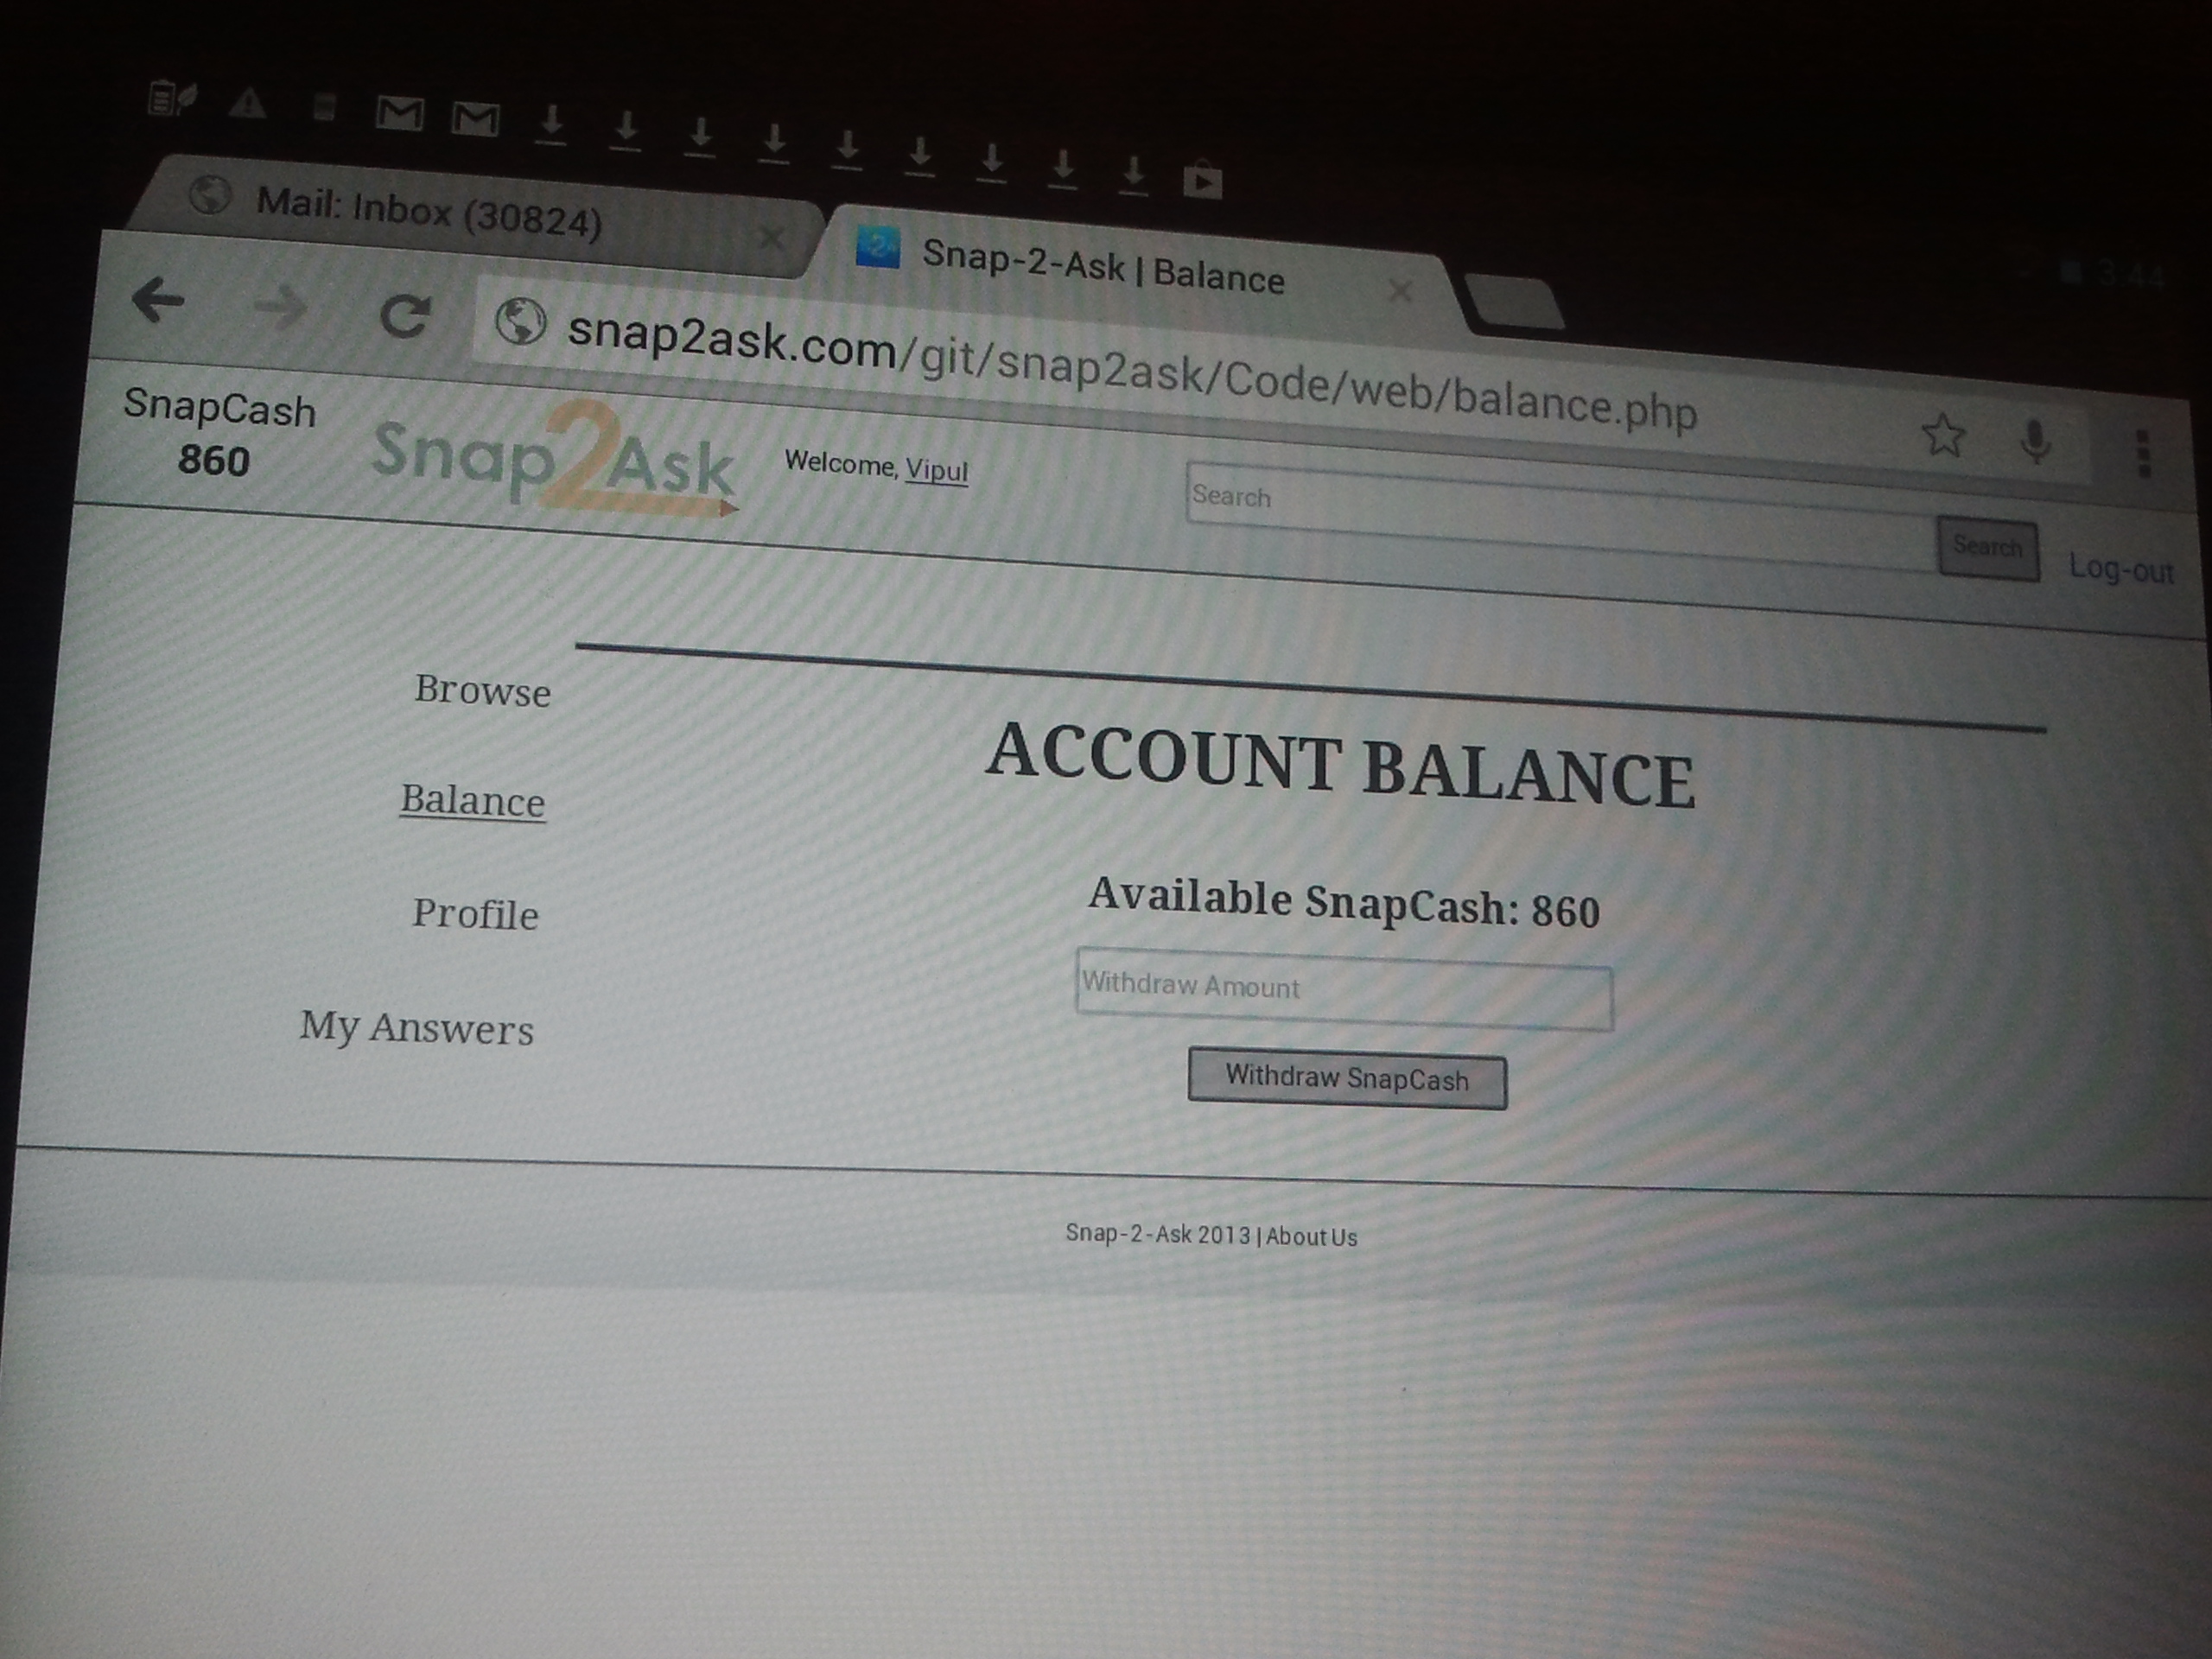 3:44
Mail: Inbox (30824)
Snap-2-Ask | Balance
snap2ask.com/git/snap2ask/Code/web/balance.php
SnapCash
860
Snap2Ask
Welcome, Vipul
Search
Search
Log-out
Browse
Balance
Profile
My Answers
ACCOUNT BALANCE
Available SnapCash: 860
Withdraw Amount
Withdraw SnapCash
Snap-2-Ask 2013 | About Us